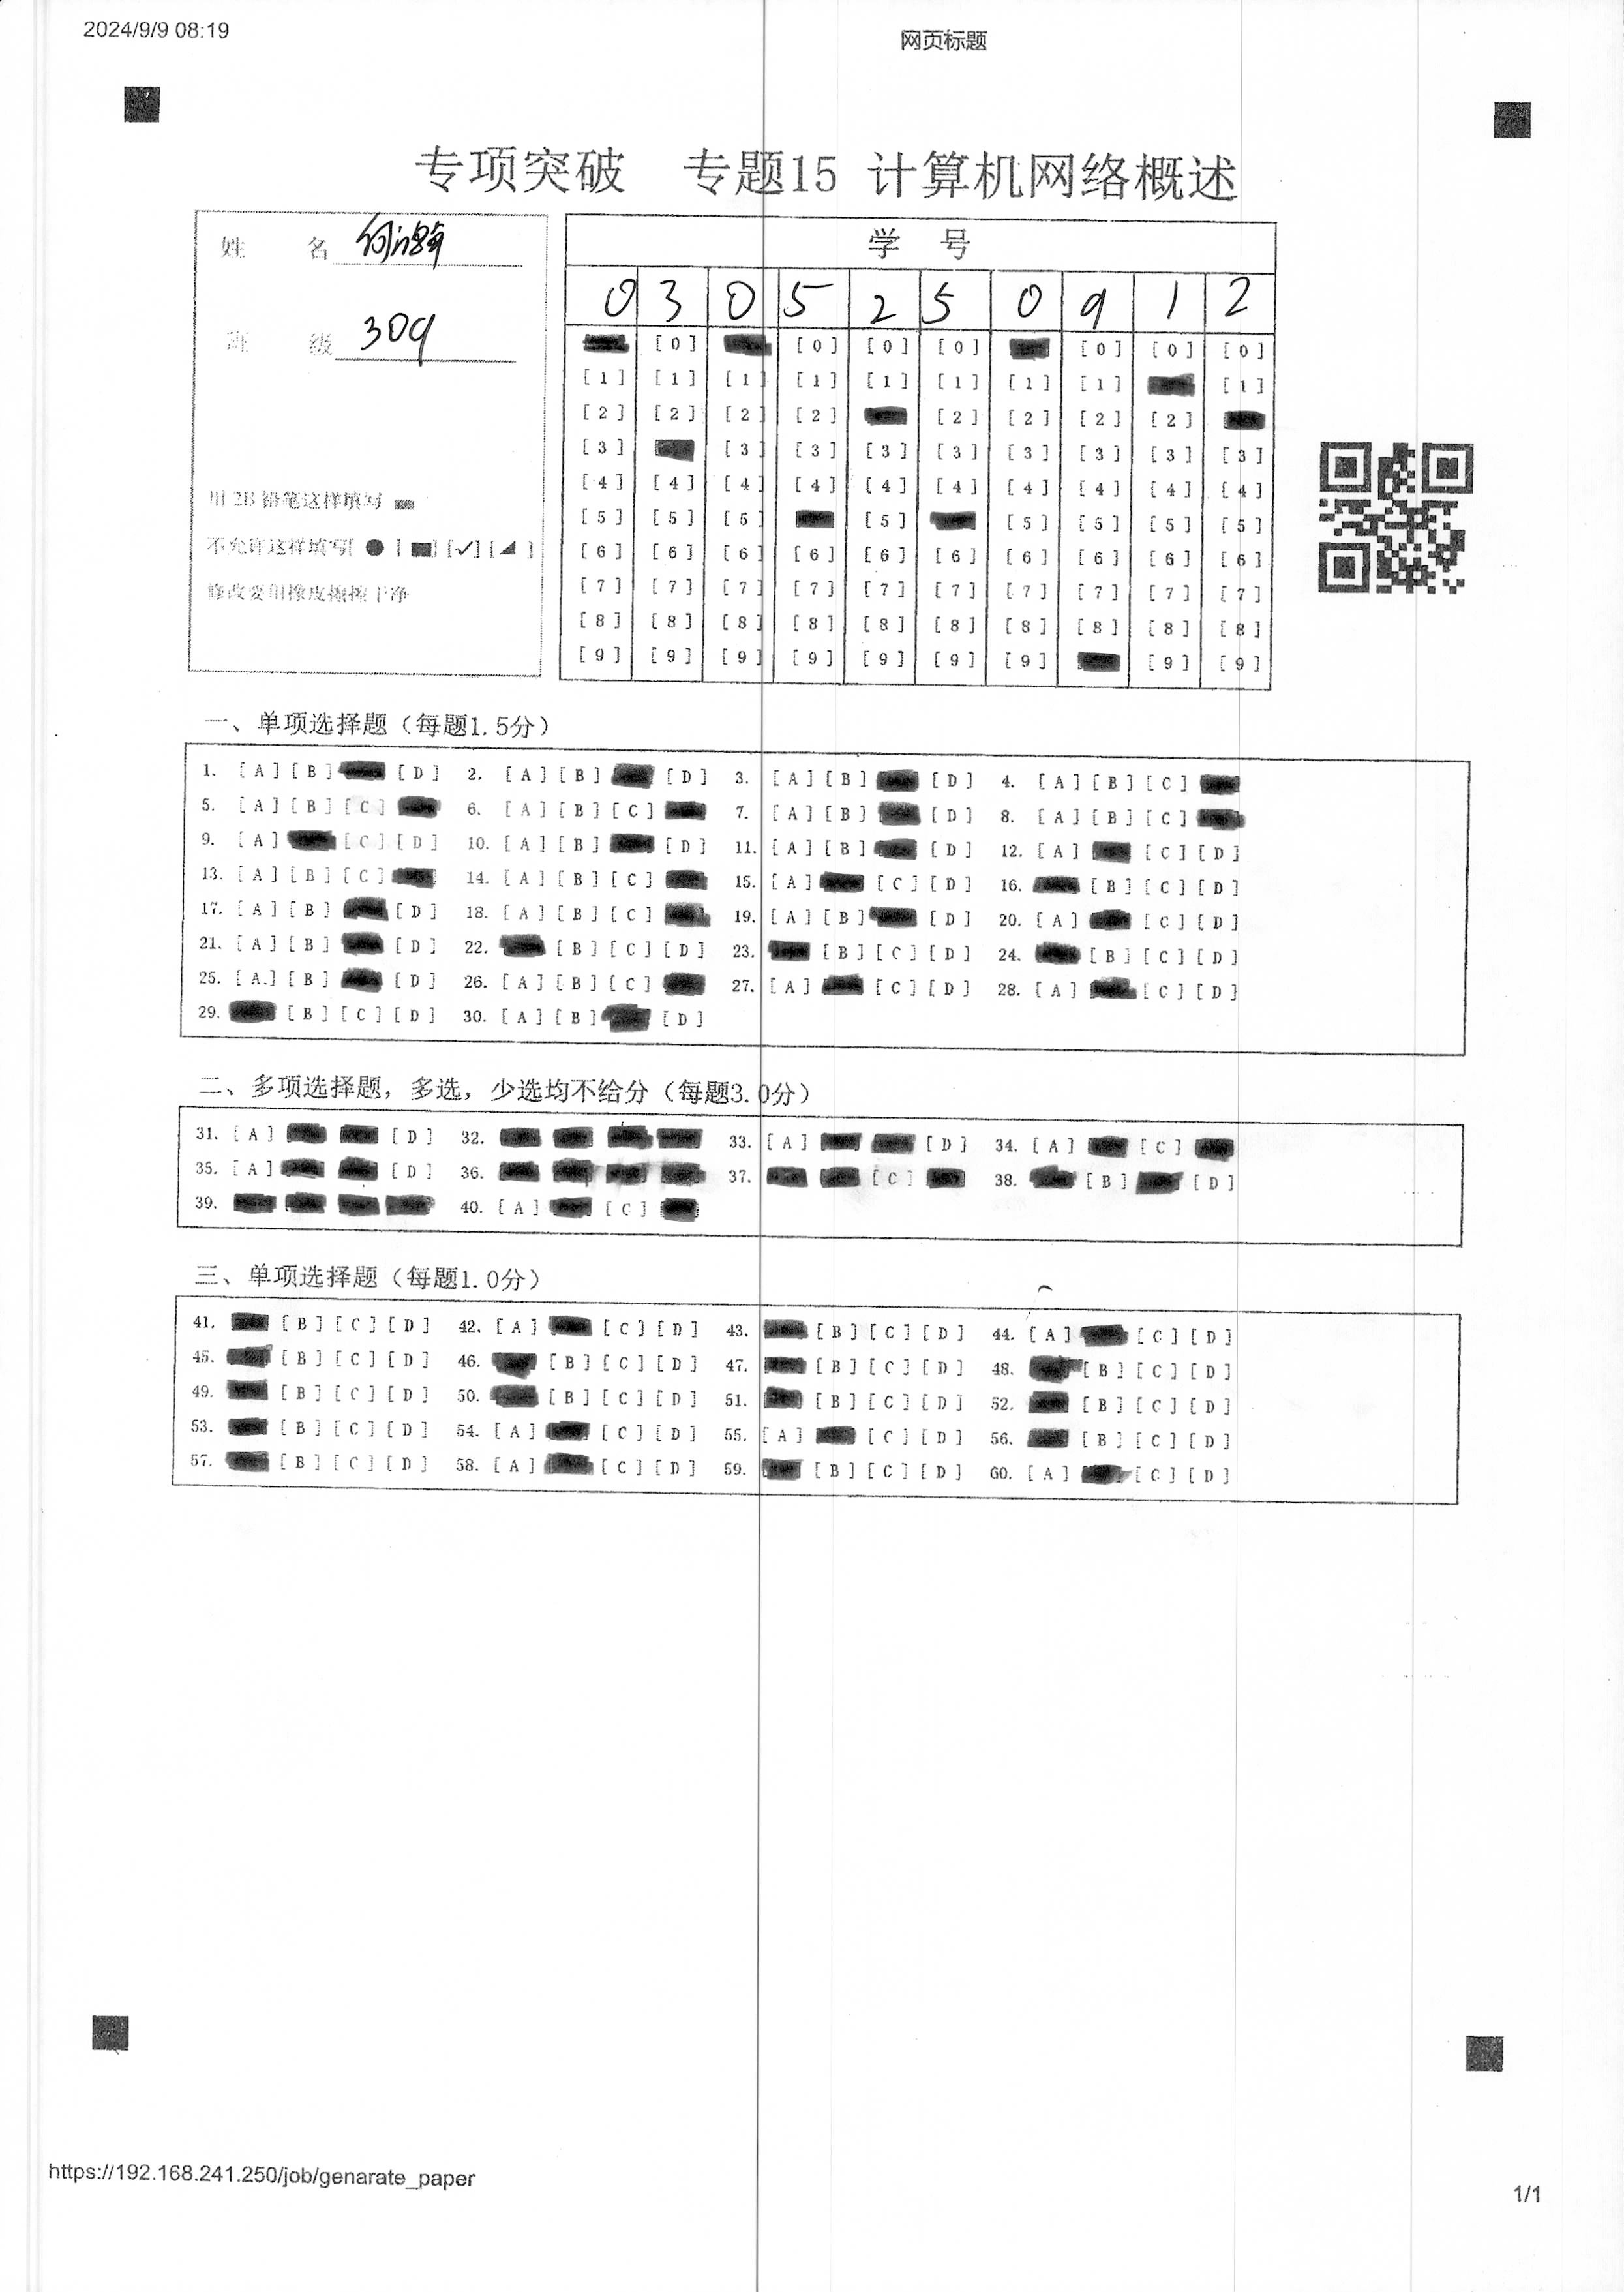 2024/9/9 08:19
网页标题
专项突破 专题15 计算机网络概述
姓 名
班 级 309
用 2B 铅笔这样填写
不允许这样填写[ ● ] [■] [✓] [◢ ]
修改要用橡皮擦擦干净
学 号
0 3 0 5 2 5 0 9 1 2
[0] [0] [0] [0] [0] [0] [0]
[1] [1] [1] [1] [1] [1] [1] [1] [1]
[2] [2] [2] [2] [2] [2] [2] [2]
[3] [3] [3] [3] [3] [3] [3] [3] [3]
[4] [4] [4] [4] [4] [4] [4] [4] [4] [4]
[5] [5] [5] [5] [5] [5] [5] [5]
[6] [6] [6] [6] [6] [6] [6] [6] [6] [6]
[7] [7] [7] [7] [7] [7] [7] [7] [7] [7]
[8] [8] [8] [8] [8] [8] [8] [8] [8] [8]
[9] [9] [9] [9] [9] [9] [9] [9] [9]
一、单项选择题（每题1.5分）
1. [A] [B] [D] 2. [A] [B] [D] 3. [A] [B] [D] 4. [A] [B] [C]
5. [A] [B] [C] 6. [A] [B] [C] 7. [A] [B] [D] 8. [A] [B] [C]
9. [A] [C] [D] 10. [A] [B] [D] 11. [A] [B] [D] 12. [A] [C] [D]
13. [A] [B] [C] 14. [A] [B] [C] 15. [A] [C] [D] 16. [B] [C] [D]
17. [A] [B] [D] 18. [A] [B] [C] 19. [A] [B] [D] 20. [A] [C] [D]
21. [A] [B] [D] 22. [B] [C] [D] 23. [B] [C] [D] 24. [B] [C] [D]
25. [A] [B] [D] 26. [A] [B] [C] 27. [A] [C] [D] 28. [A] [C] [D]
29. [B] [C] [D] 30. [A] [B] [D]
二、多项选择题，多选，少选均不给分（每题3.0分）
31. [A] [D] 32. 33. [A] [D] 34. [A] [C]
35. [A] [D] 36. 37. [C] 38. [B] [D]
39. 40. [A] [C]
三、单项选择题（每题1.0分）
41. [B] [C] [D] 42. [A] [C] [D] 43. [B] [C] [D] 44. [A] [C] [D]
45. [B] [C] [D] 46. [B] [C] [D] 47. [B] [C] [D] 48. [B] [C] [D]
49. [B] [C] [D] 50. [B] [C] [D] 51. [B] [C] [D] 52. [B] [C] [D]
53. [B] [C] [D] 54. [A] [C] [D] 55. [A] [C] [D] 56. [B] [C] [D]
57. [B] [C] [D] 58. [A] [C] [D] 59. [B] [C] [D] 60. [A] [C] [D]
https://192.168.241.250/job/genarate_paper
1/1